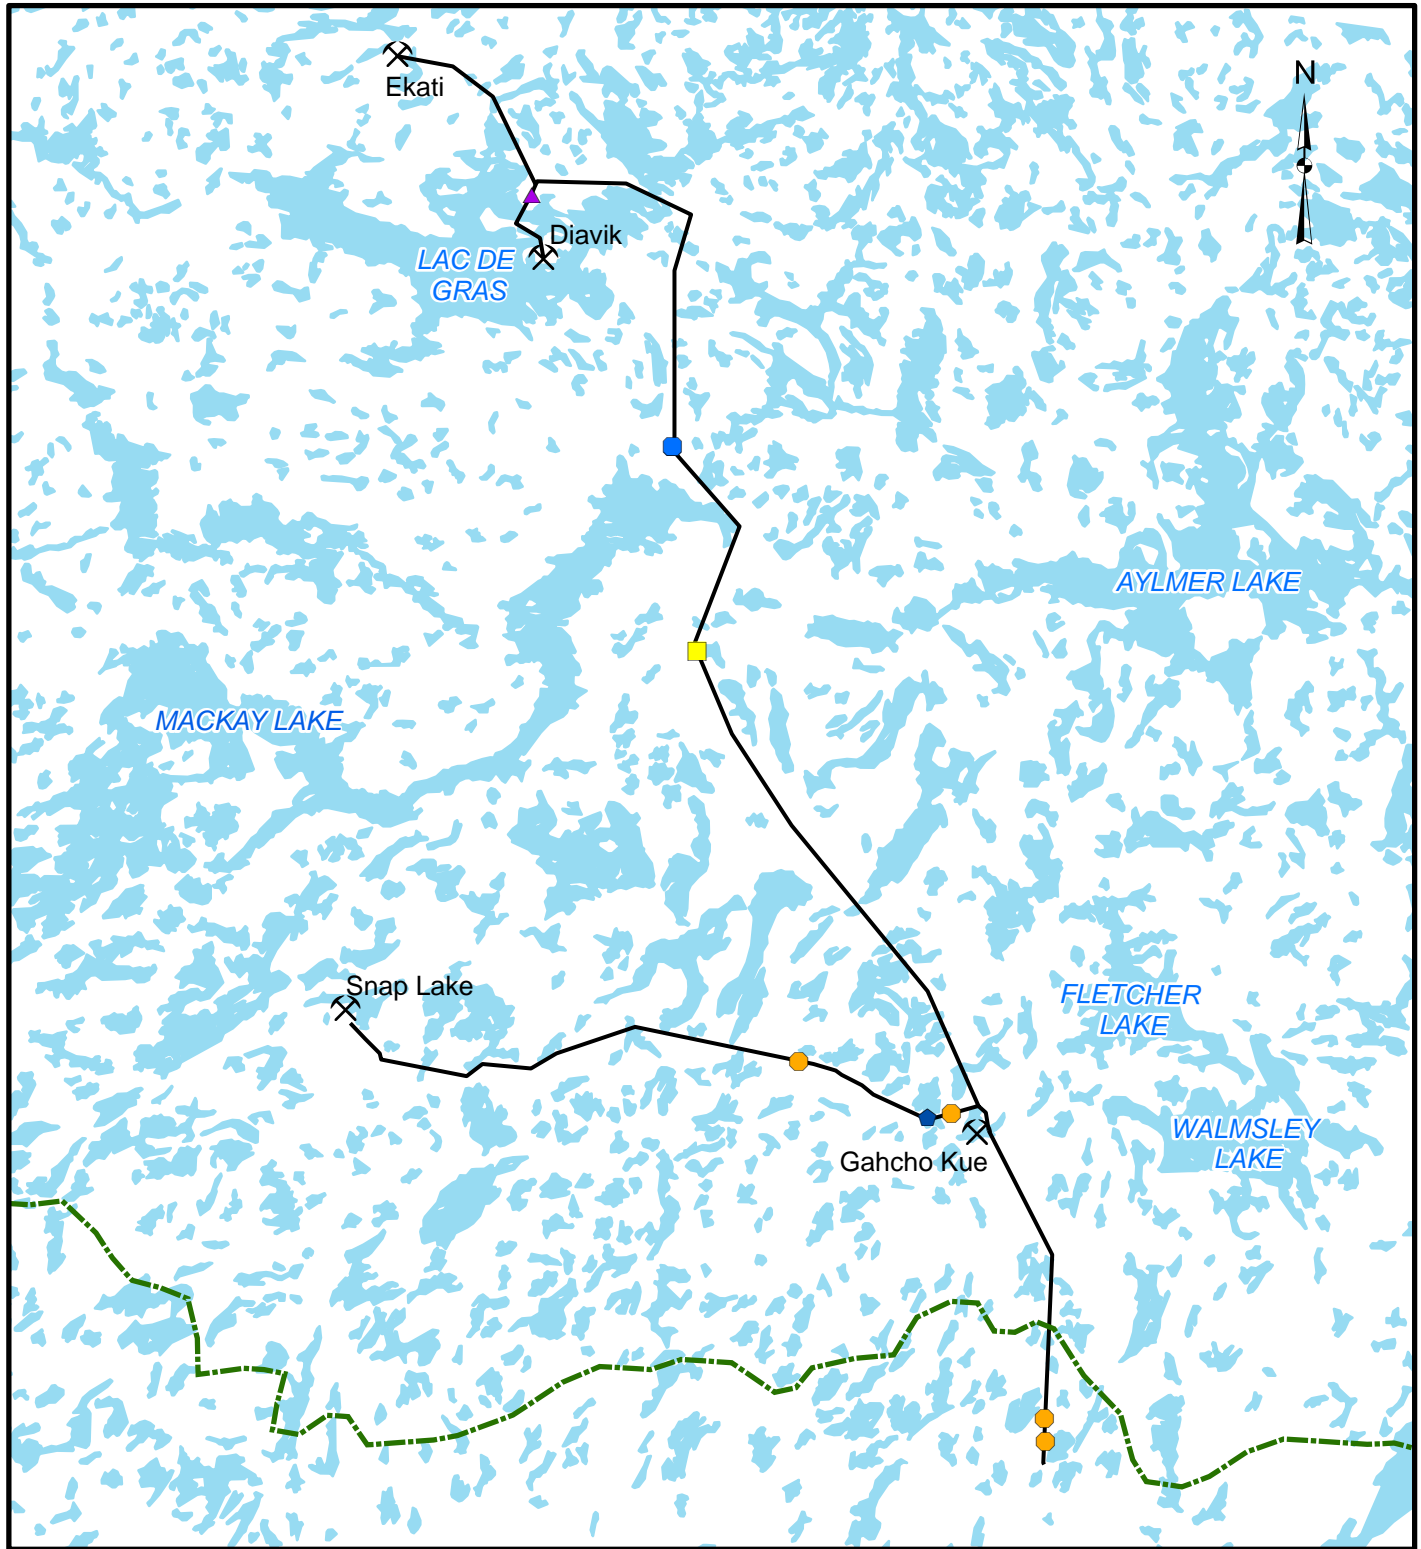 N
Ekati
Diavik
LAC DE
GRAS
AYLMER LAKE
MACKAY LAKE
Snap Lake
FLETCHER
LAKE
WALMSLEY
LAKE
Gahcho Kue